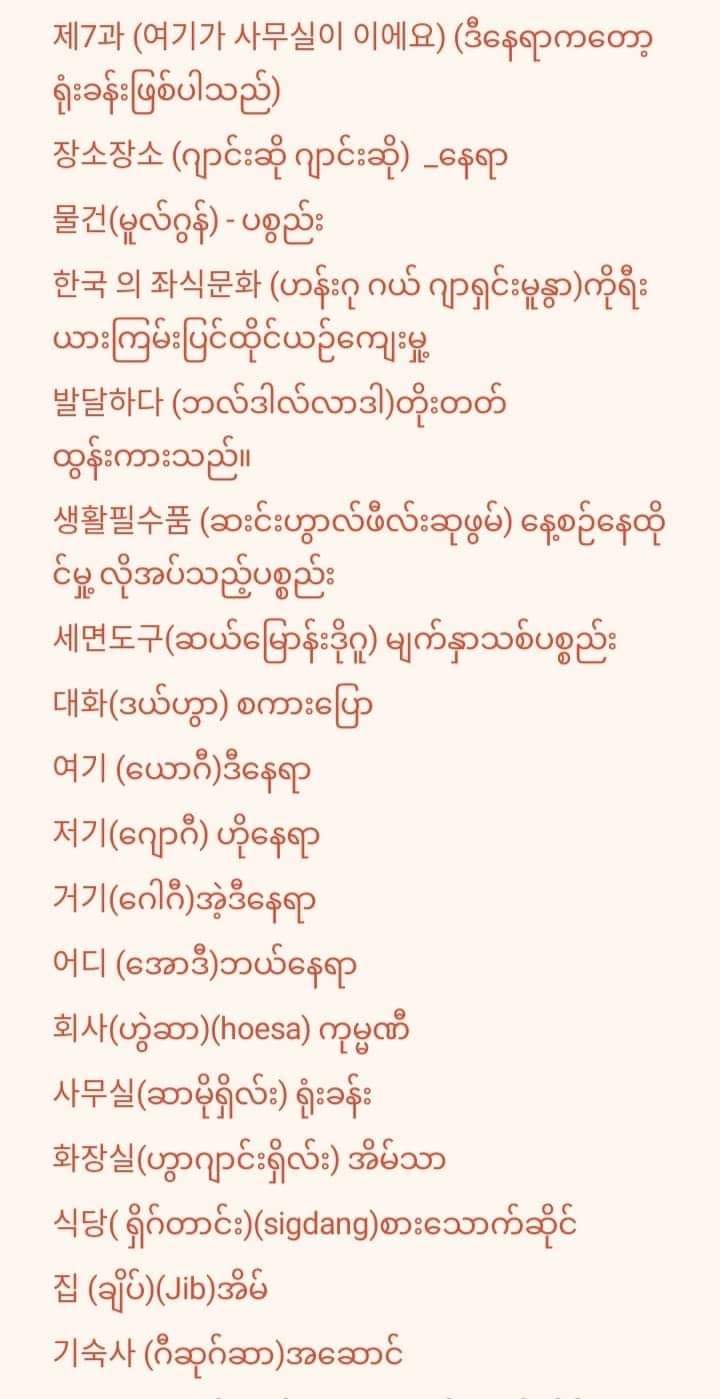 제7과 (여기가 사무실이 이에요) (ဒီနေရာကတော့
ရုံးခန်းဖြစ်ပါသည်)
장소장소 (ဂျာင်းဆို ဂျာင်းဆို) _နေရာ
물건(မူလ်ဂွန်) - ပစ္စည်း
한국 의 좌식문화 (ဟန်းဂု ဂယ် ဂျာရှင်းမူနွာ)ကိုရီး
ယားကြမ်းပြင်ထိုင်ယဉ်ကျေးမှု့
발달하다 (ဘလ်ဒါလ်လာဒါ)တိုးတတ်
ထွန်းကားသည်။
생활필수품 (ဆးင်းဟွာလ်ဖီလ်းဆုဖွမ်) နေ့စဉ်နေထို
င်မှု့ လိုအပ်သည့်ပစ္စည်း
세면도구(ဆယ်မြောန်းဒိုဂူ) မျက်နှာသစ်ပစ္စည်း
대화(ဒယ်ဟွာ) စကားပြော
여기 (ယောဂီ)ဒီနေရာ
저기(ဂျောဂီ) ဟိုနေရာ
거기(ဂေါဂီ)အဲ့ဒီနေရာ
어디 (အောဒီ)ဘယ်နေရာ
회사(ဟွဲဆာ)(hoesa) ကုမ္မဏီ
사무실(ဆာမိုရှိလ်း) ရုံးခန်း
화장실(ဟွာဂျာင်းရှိလ်း) အိမ်သာ
식당( ရှိဂ်တာင်း)(sigdang)စားသောက်ဆိုင်
집 (ချိပ်)(Jib)အိမ်
기숙사 (ဂီဆုဂ်ဆာ)အဆောင်